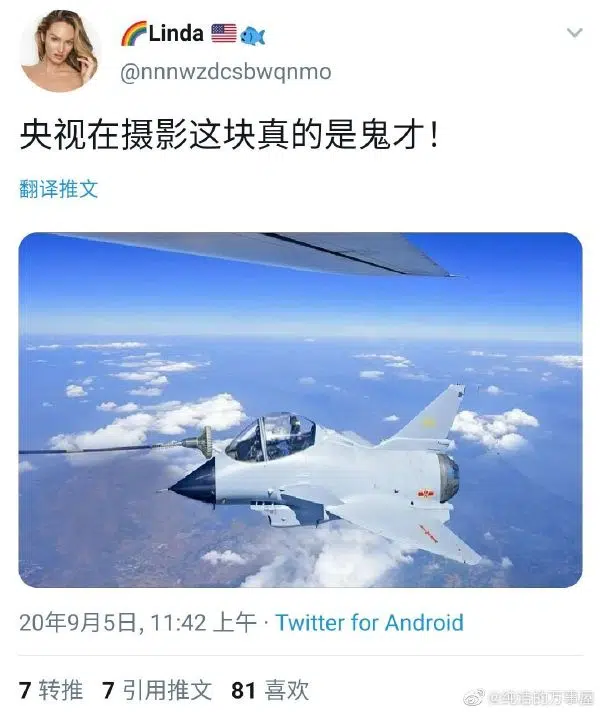 Linda
@nnnwzdcsbwqnmo
央视在摄影这块真的是鬼才！
翻译推文
20年9月5日, 11:42 上午 · Twitter for Android
7 转推 7 引用推文 81 喜欢
@纯洁的万事屋